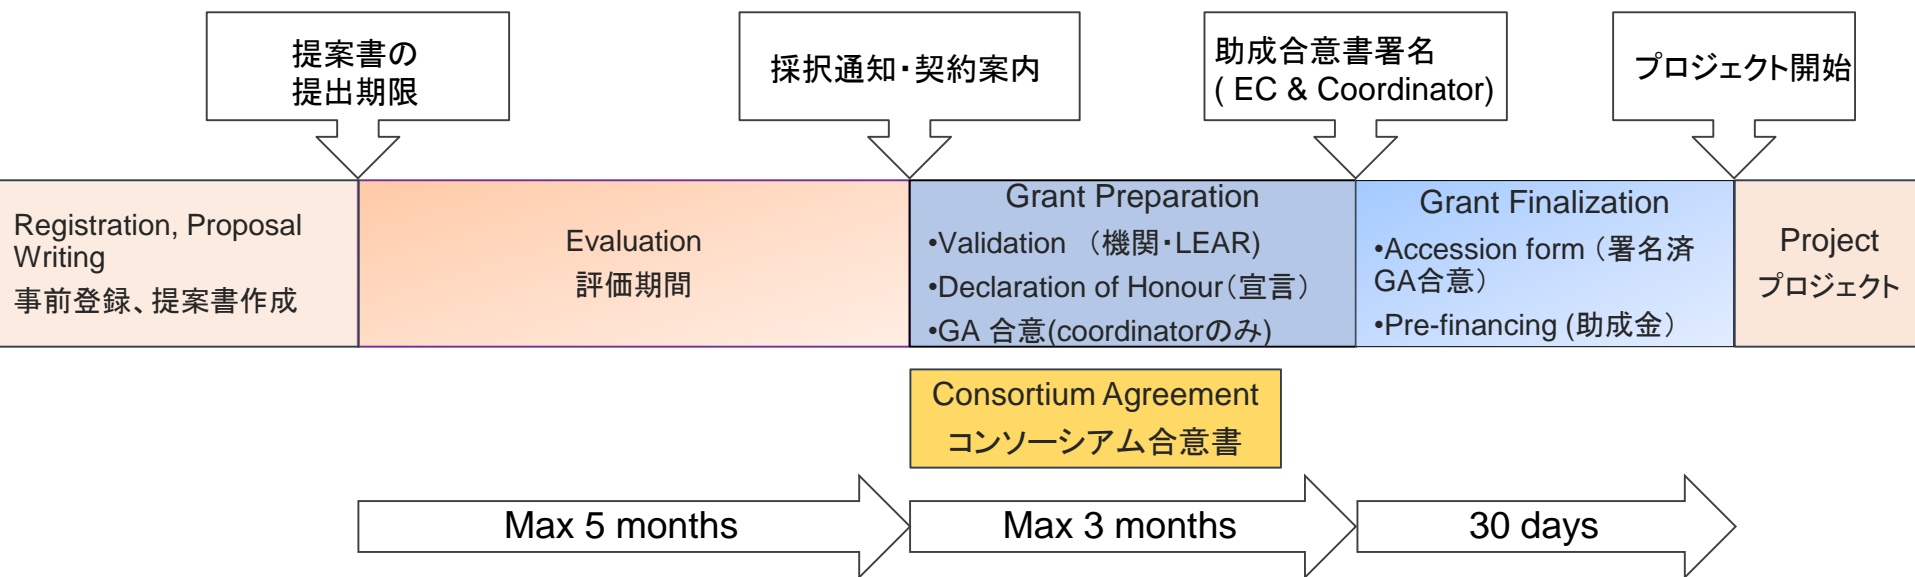 提案書の
提出期限
採択通知・契約案内
助成合意書署名
( EC & Coordinator)
プロジェクト開始
Registration, Proposal
Writing
事前登録、提案書作成
Evaluation
評価期間
Grant Preparation
•Validation （機関・LEAR)
•Declaration of Honour（宣言）
•GA 合意(coordinatorのみ)
Grant Finalization
•Accession form（署名済
GA合意）
•Pre-financing (助成金）
Project
プロジェクト
Consortium Agreement
コンソーシアム合意書
Max 5 months
Max 3 months
30 days